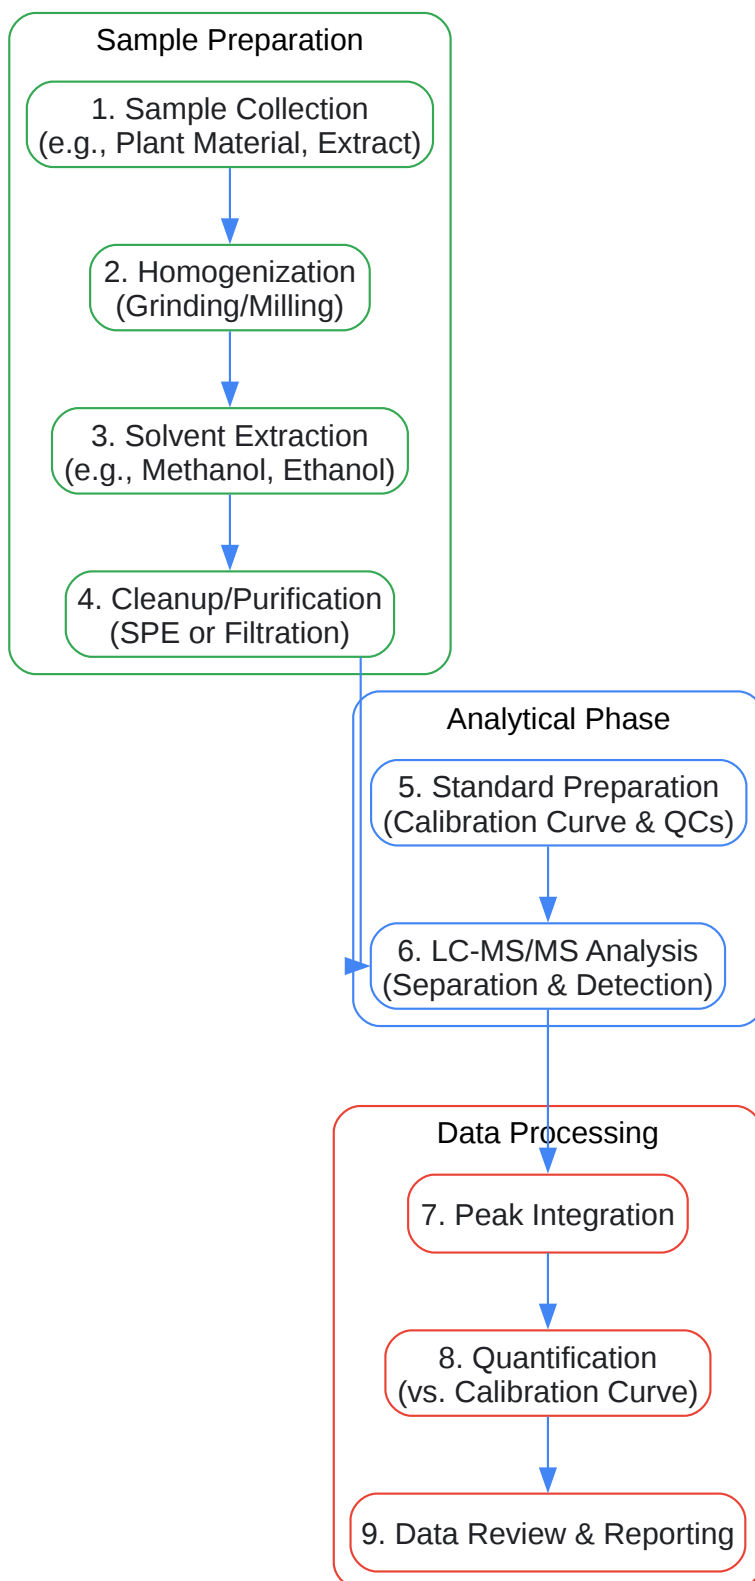 Sample Preparation
1. Sample Collection
(e.g., Plant Material, Extract)
2. Homogenization
(Grinding/Milling)
3. Solvent Extraction
(e.g., Methanol, Ethanol)
4. Cleanup/Purification
(SPE or Filtration)
Analytical Phase
5. Standard Preparation
(Calibration Curve & QCs)
6. LC-MS/MS Analysis
(Separation & Detection)
Data Processing
7. Peak Integration
8. Quantification
(vs. Calibration Curve)
9. Data Review & Reporting